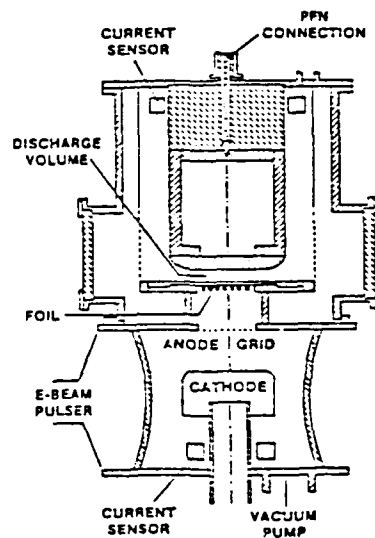 CURRENT
SENSOR
PFN
CONNECTION
DISCHARGE
VOLUME
FOIL
ANODE GRID
E-BEAM
PULSER
CATHODE
CURRENT
SENSOR
VACUUM
PUMP